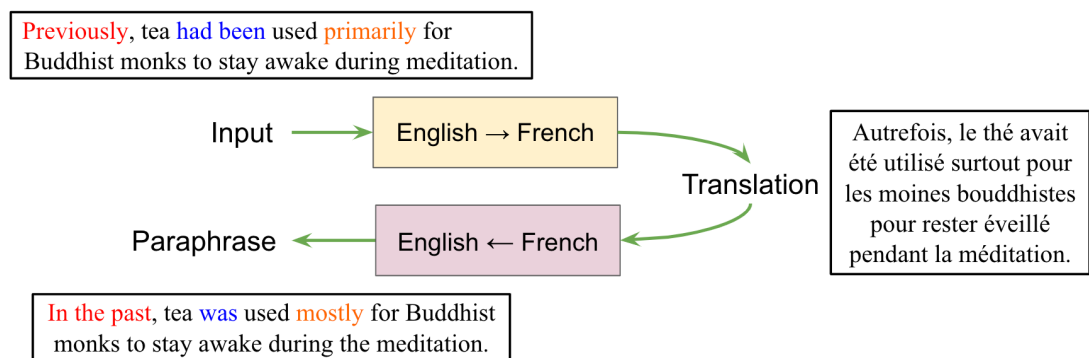 Previously, tea had been used primarily for
Buddhist monks to stay awake during meditation.
Input
English → French
Translation
Autrefois, le thé avait
été utilisé surtout pour
les moines bouddhistes
pour rester éveillé
pendant la méditation.
Paraphrase
English ← French
In the past, tea was used mostly for Buddhist
monks to stay awake during the meditation.